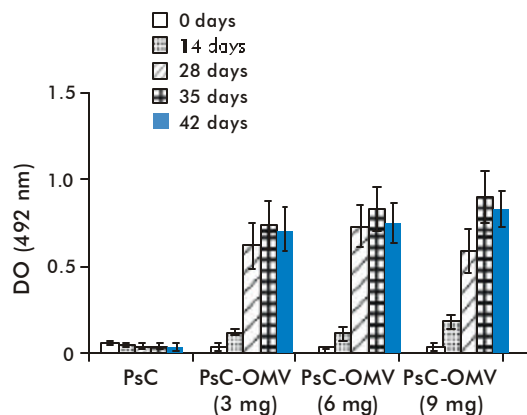 0 days
14 days
28 days
35 days
42 days
1.5
1.0
0.5
0
DO (492 nm)
PsC
PsC-OMV
(3 mg)
PsC-OMV
(6 mg)
PsC-OMV
(9 mg)